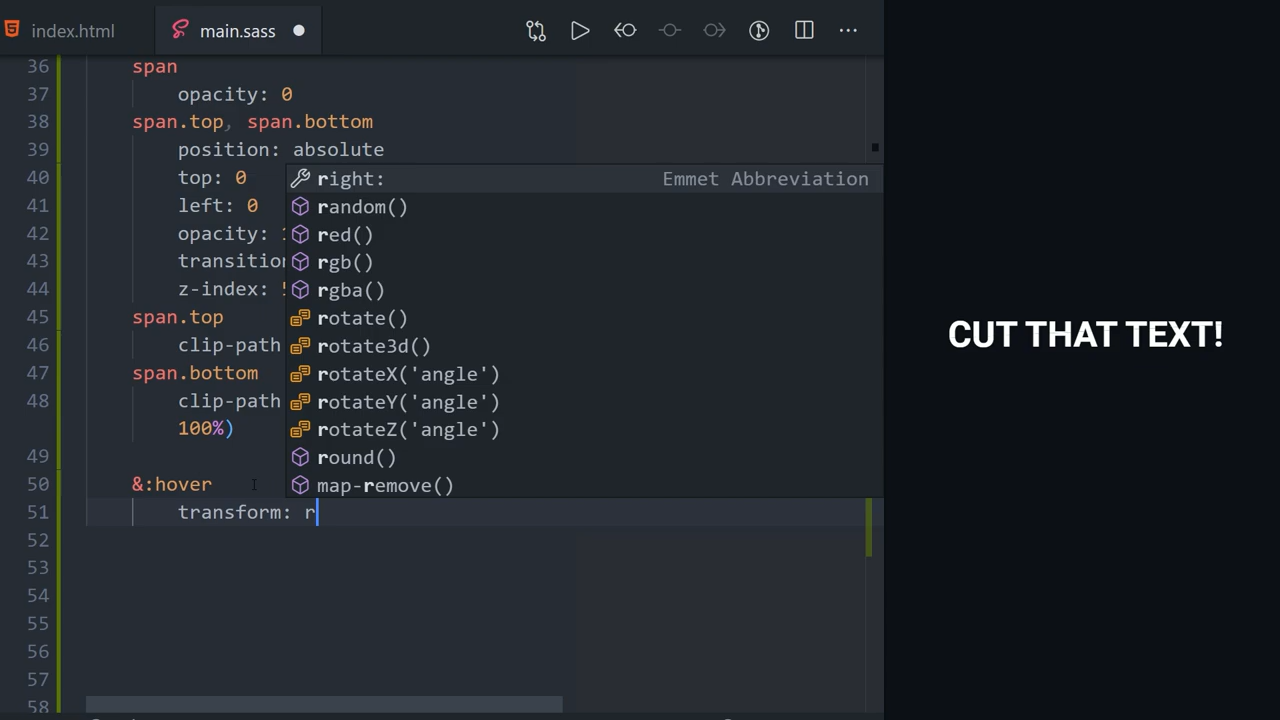 index.html
main.sass
36 span
37 opacity: 0
38 span.top, span.bottom
39 position: absolute
40 top: 0
41 left: 0
42 opacity:
43 transition
44 z-index:
45 span.top
46 clip-path
47 span.bottom
48 clip-path
100%)
49
50 &:hover
51 transform: r
52
53
54
55
56
57
58
right: Emmet Abbreviation
random()
red()
rgb()
rgba()
rotate()
rotate3d()
rotateX('angle')
rotateY('angle')
rotateZ('angle')
round()
map-remove()
CUT THAT TEXT!